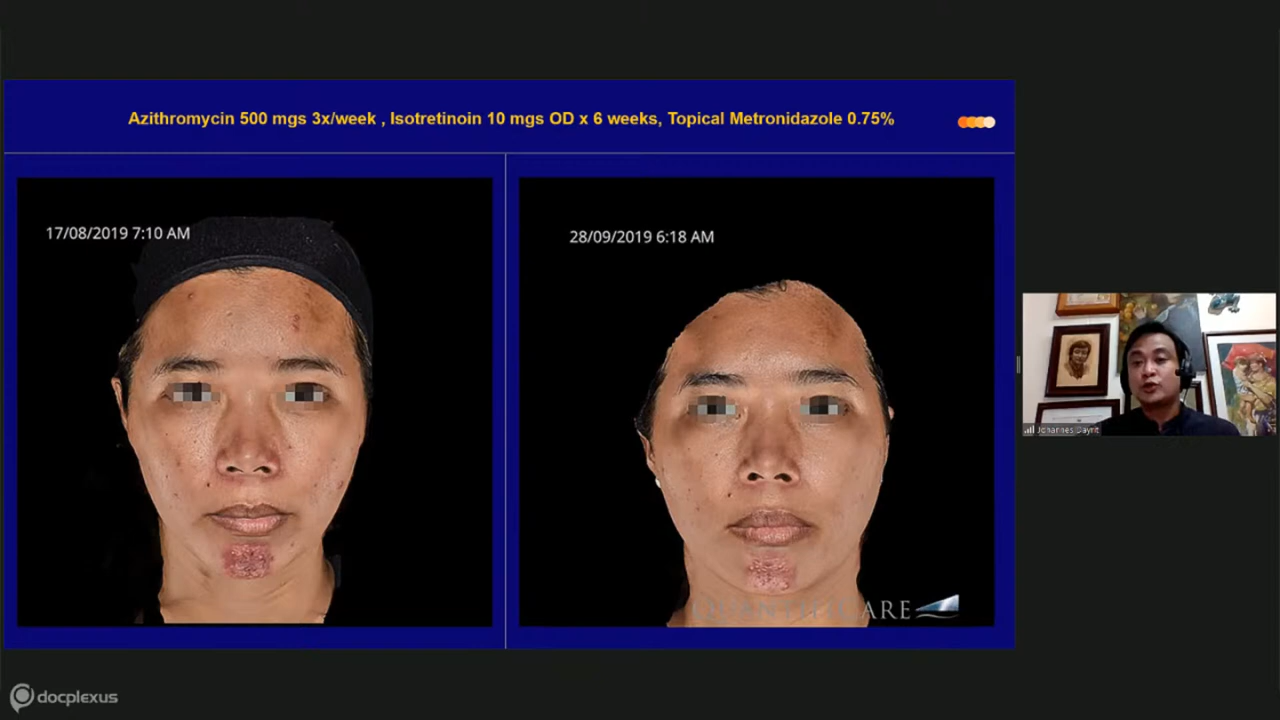 Azithromycin 500 mgs 3x/week , Isotretinoin 10 mgs OD x 6 weeks, Topical Metronidazole 0.75%
17/08/2019 7:10 AM
28/09/2019 6:18 AM
QUANTIFICARE
Johannes Dayrit
docplexus